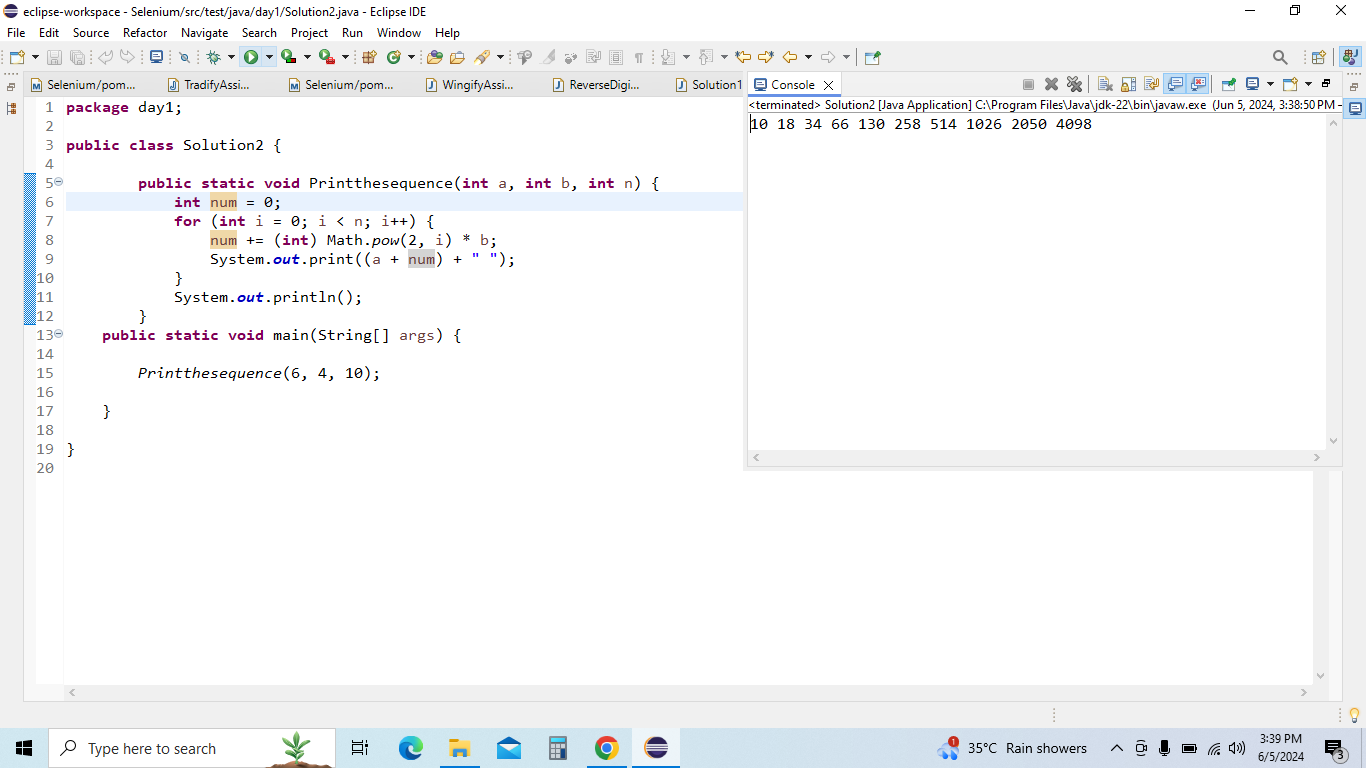 eclipse-workspace - Selenium/src/test/java/day1/Solution2.java - Eclipse IDE
File Edit Source Refactor Navigate Search Project Run Window Help
Selenium/pom... TradifyAssi... Selenium/pom... WingifyAssi... ReverseDigi... Solution1
Console
<terminated> Solution2 [Java Application] C:\Program Files\Java\jdk-22\bin\javaw.exe (Jun 5, 2024, 3:38:50 PM –
10 18 34 66 130 258 514 1026 2050 4098
1 package day1;
2
3 public class Solution2 {
4
5 public static void Printthesequence(int a, int b, int n) {
6 int num = 0;
7 for (int i = 0; i < n; i++) {
8 num += (int) Math.pow(2, i) * b;
9 System.out.print((a + num) + " ");
10 }
11 System.out.println();
12 }
13 public static void main(String[] args) {
14
15 Printthesequence(6, 4, 10);
16
17 }
18
19 }
20
Type here to search
1
35°C Rain showers
3:39 PM
6/5/2024
3